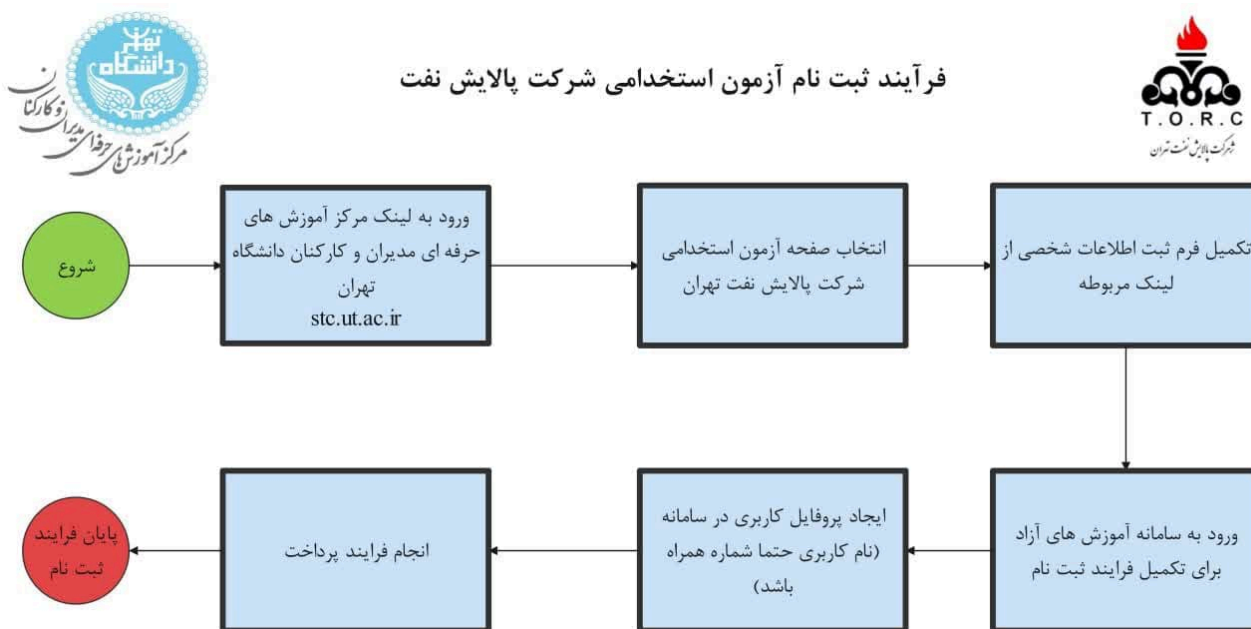 تهران
دانشگاه
مرکز آموزش‌های حرفه‌ای مدیران و کارکنان
فرآیند ثبت نام آزمون استخدامی شرکت پالایش نفت
T.O.R.C
شرکت پالایش نفت تهران
شروع
ورود به لینک مرکز آموزش های
حرفه ای مدیران و کارکنان دانشگاه
تهران
stc.ut.ac.ir
انتخاب صفحه آزمون استخدامی
شرکت پالایش نفت تهران
تکمیل فرم ثبت اطلاعات شخصی از
لینک مربوطه
ورود به سامانه آموزش های آزاد
برای تکمیل فرایند ثبت نام
ایجاد پروفایل کاربری در سامانه
(نام کاربری حتما شماره همراه
باشد)
انجام فرایند پرداخت
پایان فرایند
ثبت نام